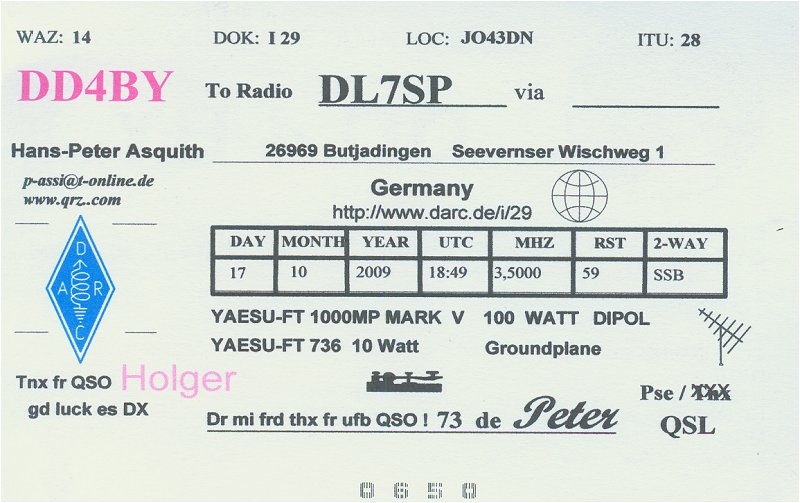 WAZ: 14 DOK: I 29 LOC: JO43DN ITU: 28
DD4BY To Radio DL7SP via
Hans-Peter Asquith 26969 Butjadingen Seevernser Wischweg 1
p-assi@t-online.de
www.qrz..com
Germany
http://www.darc.de/i/29
DAY MONTH YEAR UTC MHZ RST 2-WAY
17 10 2009 18:49 3,5000 59 SSB
D
A R
C
YAESU-FT 1000MP MARK V 100 WATT DIPOL
YAESU-FT 736 10 Watt Groundplane
Tnx fr QSO Holger
gd luck es DX
Pse / Tnx
QSL
Dr mi frd thx fr ufb QSO ! 73 de Peter
0650